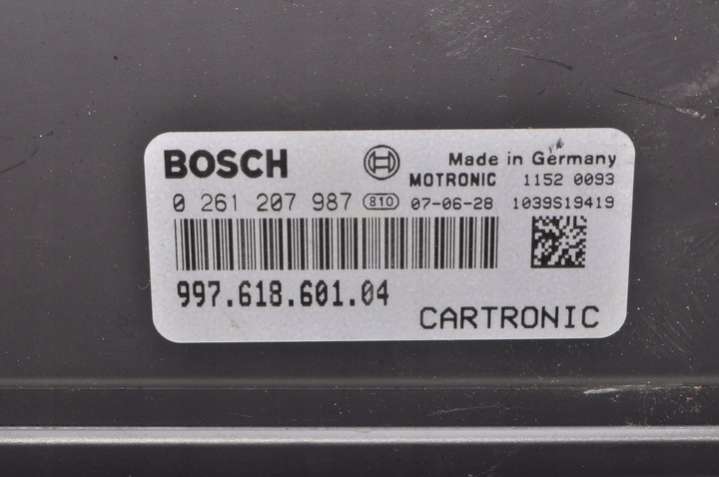 BOSCH Made in Germany
MOTRONIC 1152 0093
0 261 207 987 810 07-06-28 1039S19419
997.618.601.04
CARTRONIC